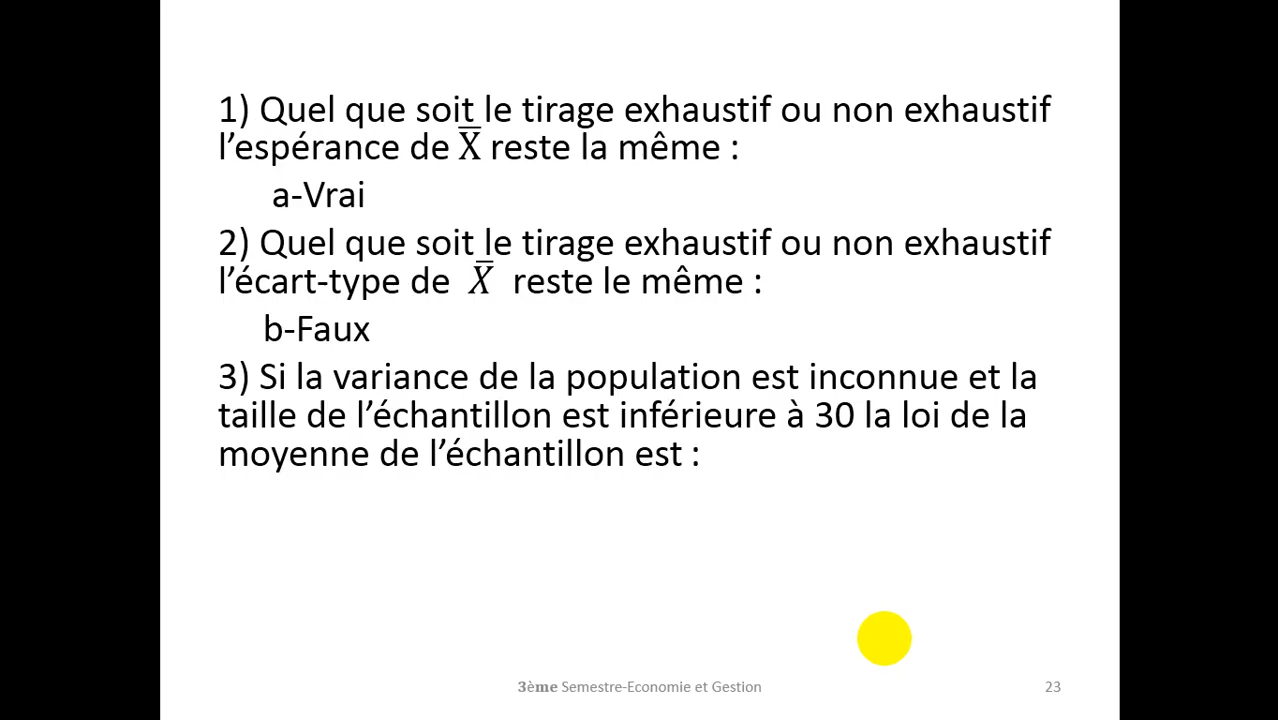 1) Quel que soit le tirage exhaustif ou non exhaustif
l’espérance de X̅ reste la même :
a-Vrai
2) Quel que soit le tirage exhaustif ou non exhaustif
l’écart-type de X̅ reste le même :
b-Faux
3) Si la variance de la population est inconnue et la
taille de l’échantillon est inférieure à 30 la loi de la
moyenne de l’échantillon est :
3ème Semestre-Economie et Gestion
23